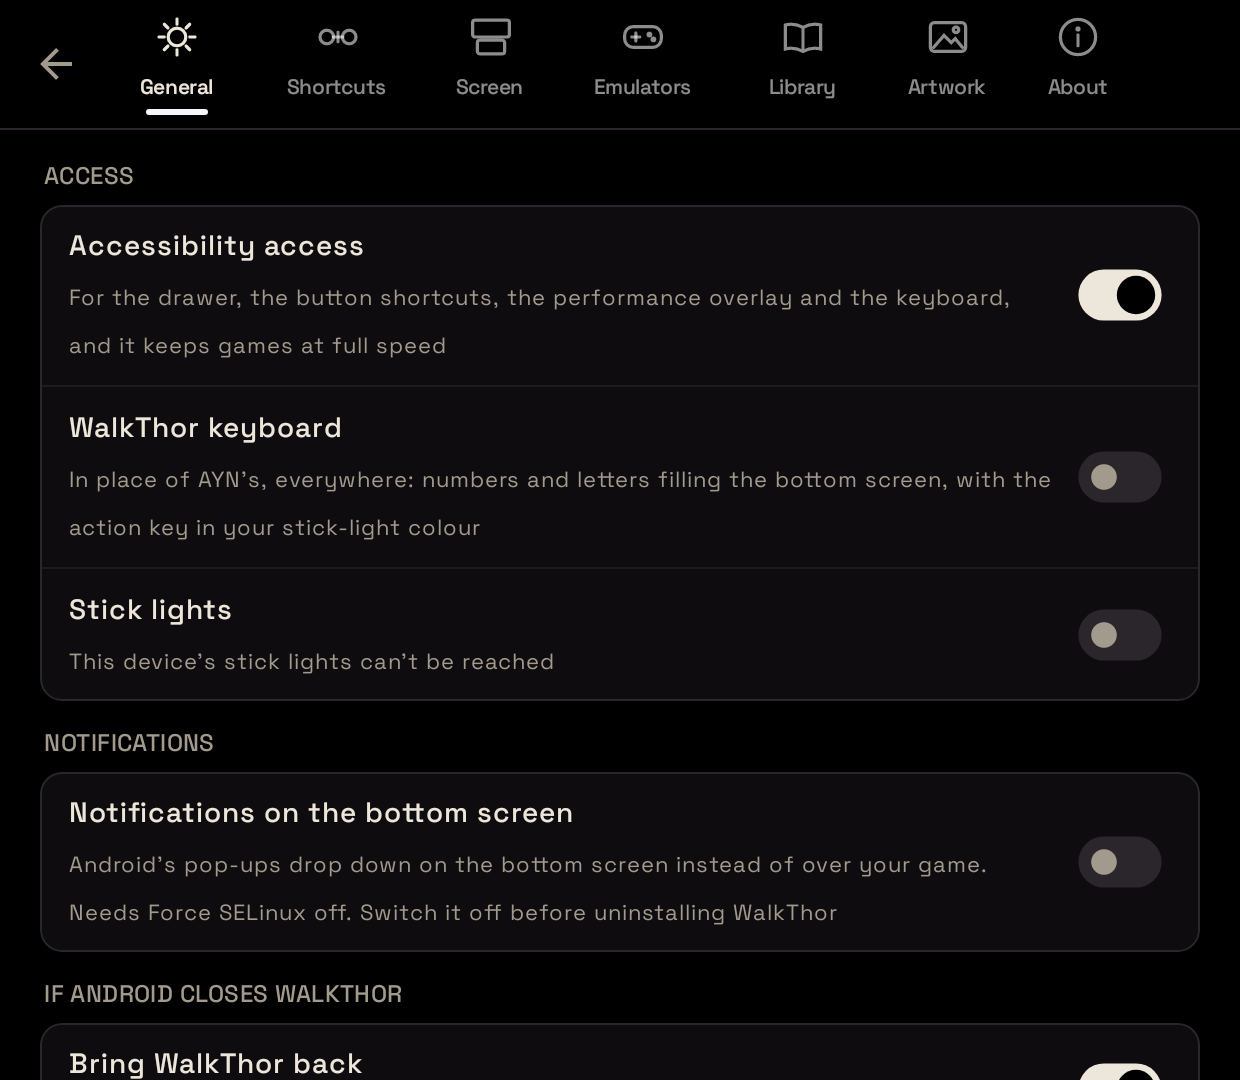 General
Shortcuts
Screen
Emulators
Library
Artwork
About
ACCESS
Accessibility access
For the drawer, the button shortcuts, the performance overlay and the keyboard,
and it keeps games at full speed
WalkThor keyboard
In place of AYN's, everywhere: numbers and letters filling the bottom screen, with the
action key in your stick-light colour
Stick lights
This device's stick lights can't be reached
NOTIFICATIONS
Notifications on the bottom screen
Android's pop-ups drop down on the bottom screen instead of over your game.
Needs Force SELinux off. Switch it off before uninstalling WalkThor
IF ANDROID CLOSES WALKTHOR
Bring WalkThor back